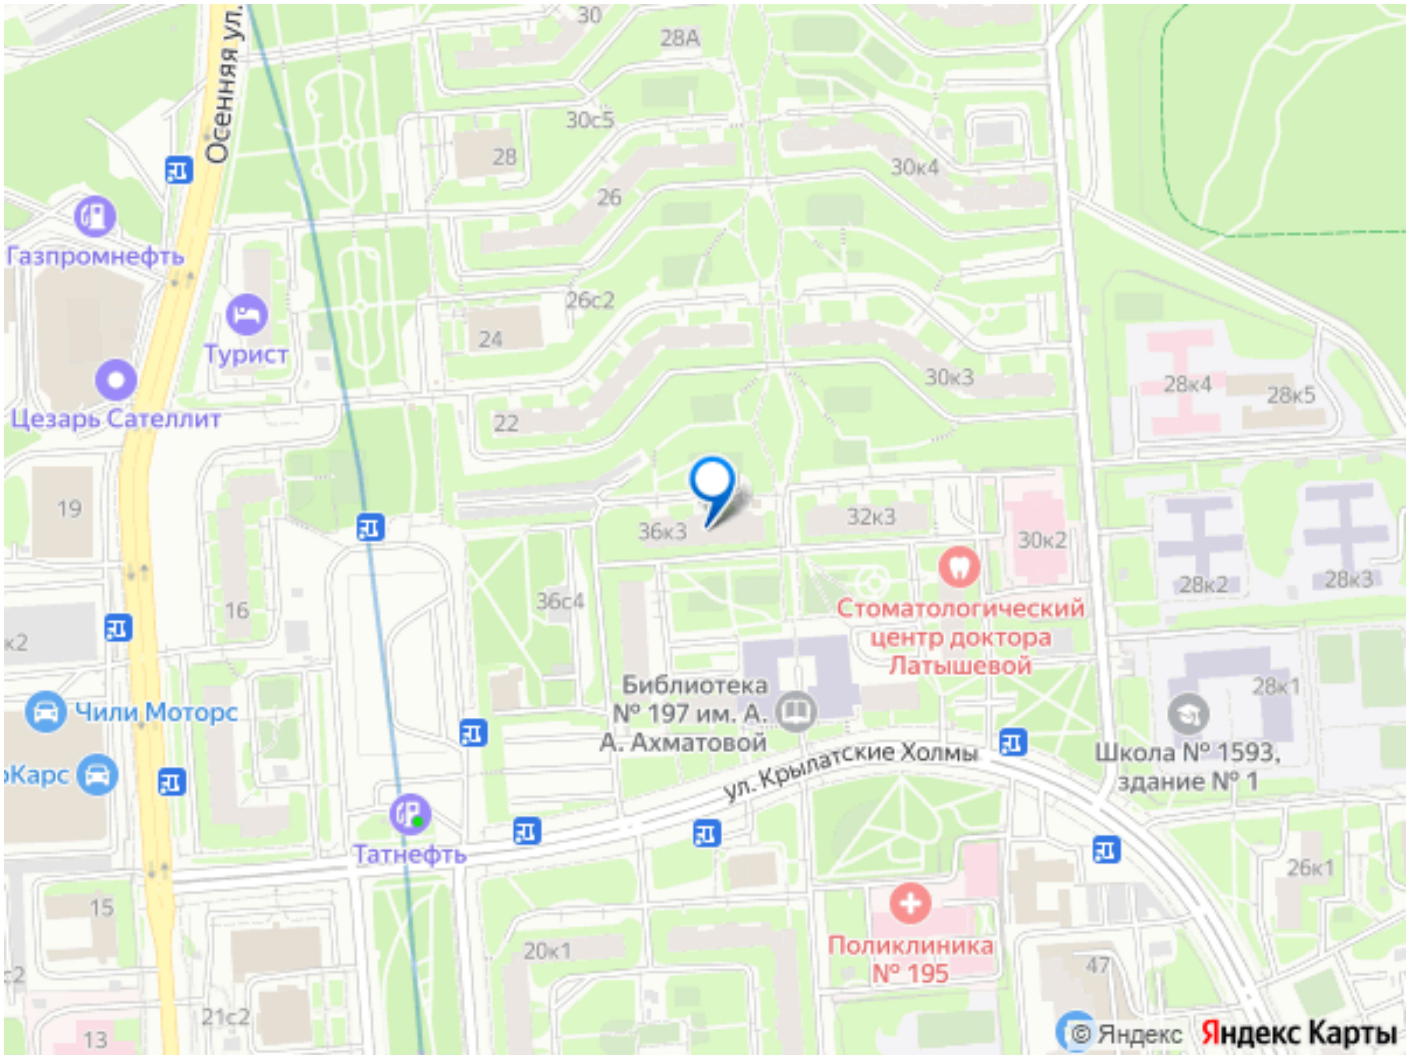 30
28А
Осенняя ул.
30с5
28
30к4
26
Газпромнефть
26с2
Турист
24
30к3
28к4
28к5
Цезарь Сателлит
22
19
36к3
32к3
30к2
28к2
28к3
16
36с4
Стоматологический
центр доктора
Латышевой
к2
Библиотека
№ 197 им. А.
А. Ахматовой
28к1
Чили Моторс
Школа № 1593,
здание № 1
оКарс
ул. Крылатские Холмы
Татнефть
26к1
15
20к1
Поликлиника
№ 195
47
с2
21с2
13
© Яндекс Яндекс Карты